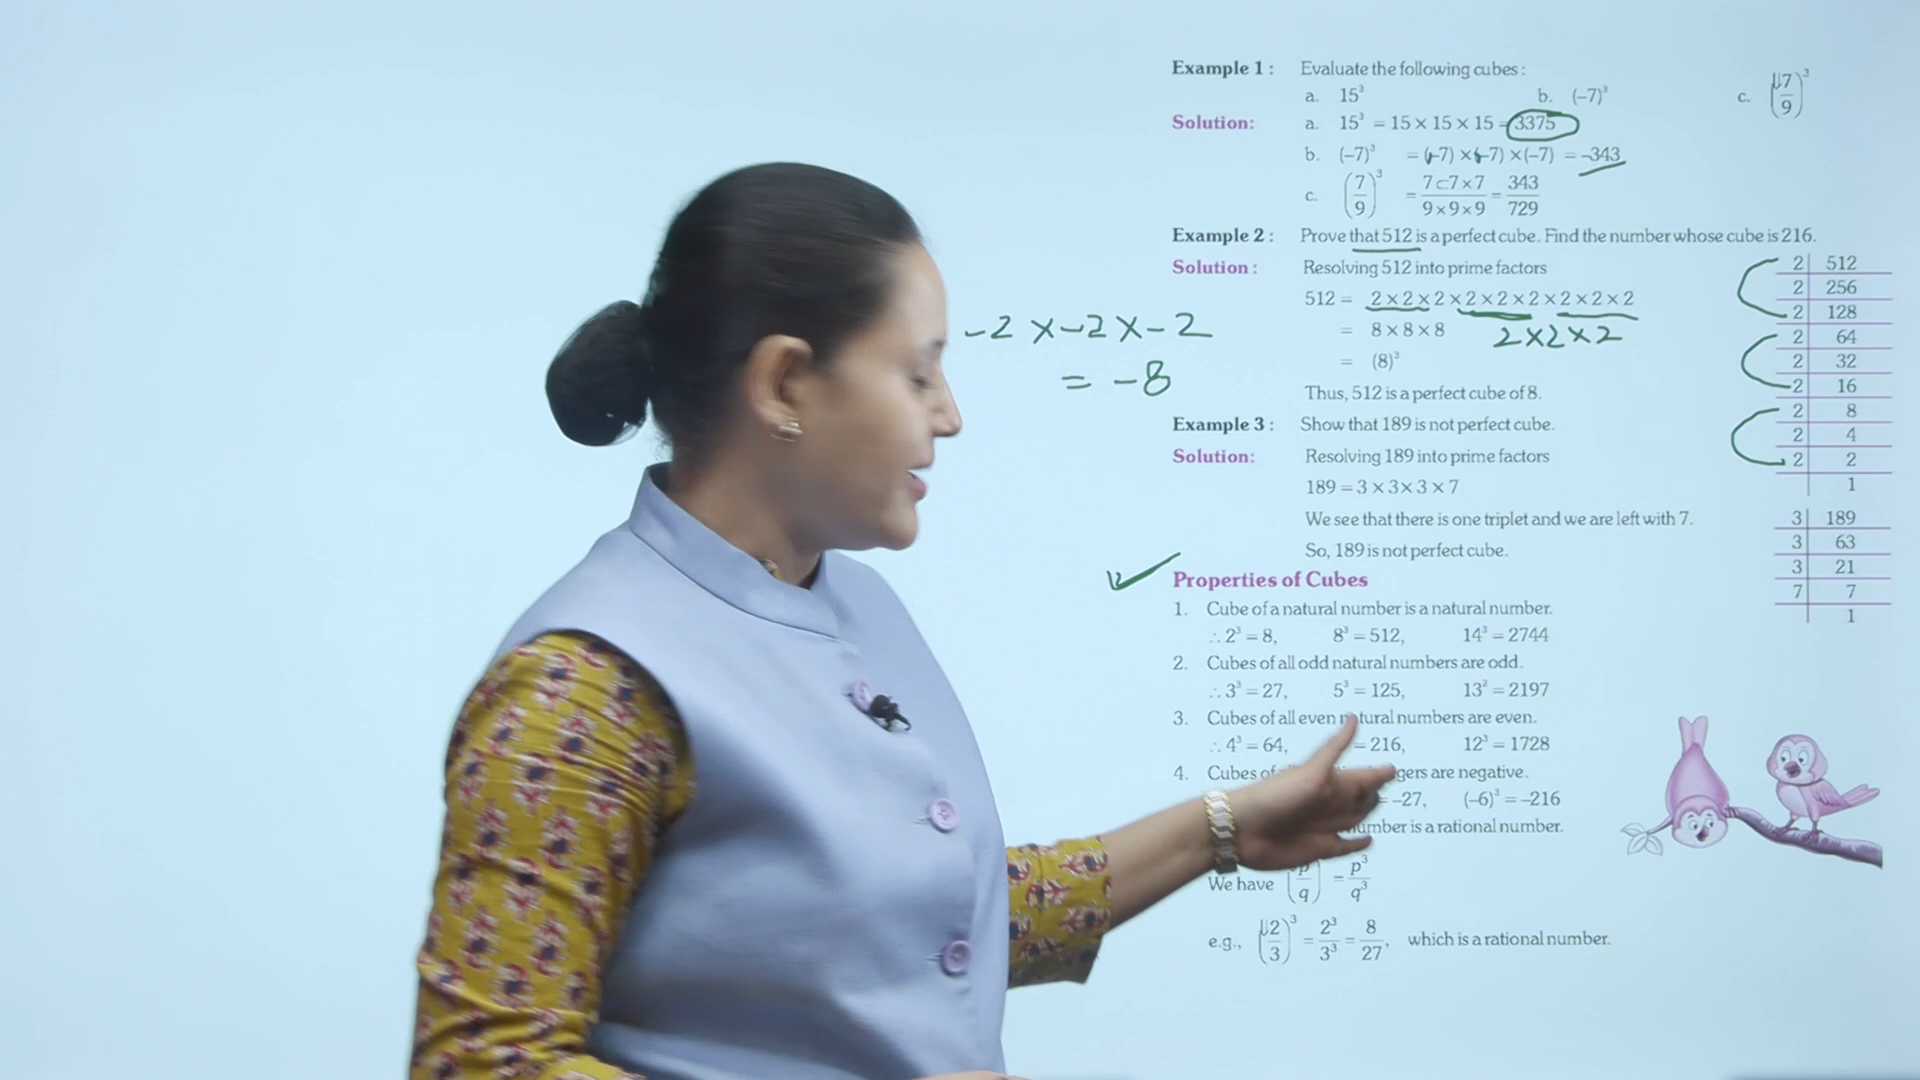 Example 1 : Evaluate the following cubes :
a. 15³ b. (–7)³ c. (7/9)³
Solution: a. 15³ = 15 × 15 × 15 = 3375
b. (–7)³ = (–7) × (–7) × (–7) = –343
c. (7/9)³ = 7⊂7×7/9×9×9 = 343/729
Example 2 : Prove that 512 is a perfect cube. Find the number whose cube is 216.
Solution : Resolving 512 into prime factors
512 = 2 × 2 × 2 × 2 × 2 × 2 × 2 × 2 × 2
= 8 × 8 × 8
2×2×2
= (8)³
Thus, 512 is a perfect cube of 8.
-2 × -2 × -2
= -8
2 512
2 256
2 128
2 64
2 32
2 16
2 8
2 4
2 2
1
Example 3 : Show that 189 is not perfect cube.
Solution: Resolving 189 into prime factors
189 = 3 × 3 × 3 × 7
We see that there is one triplet and we are left with 7.
So, 189 is not perfect cube.
3 189
3 63
3 21
7 7
1
Properties of Cubes
1. Cube of a natural number is a natural number.
∴ 2³ = 8, 8³ = 512, 14³ = 2744
2. Cubes of all odd natural numbers are odd.
∴ 3³ = 27, 5³ = 125, 13² = 2197
3. Cubes of all even natural numbers are even.
∴ 4³ = 64, = 216, 12³ = 1728
4. Cubes of are negative.
= –27, (–6)³ = –216
number is a rational number.
We have (p/q) = p³/q³
e.g., (2/3)³ = 2³/3³ = 8/27, which is a rational number.